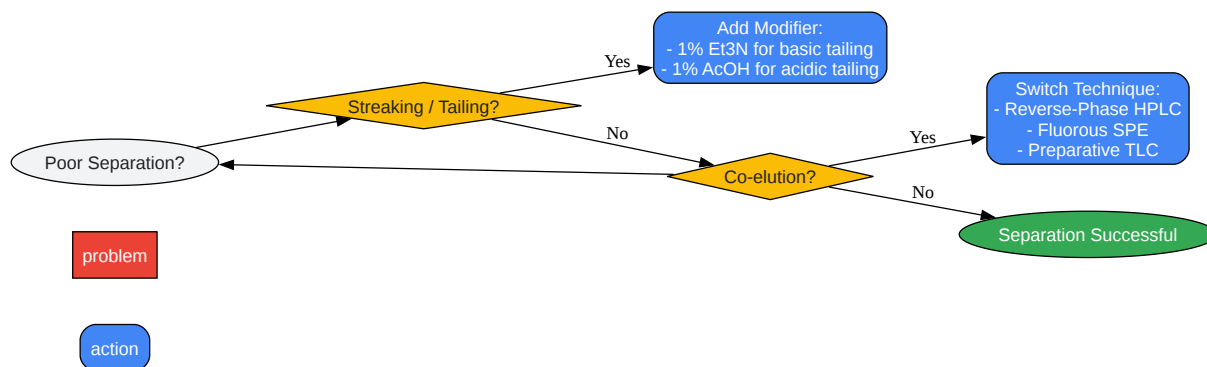 Add Modifier:
- 1% Et3N for basic tailing
- 1% AcOH for acidic tailing
Yes
Streaking / Tailing?
Switch Technique:
- Reverse-Phase HPLC
- Fluorous SPE
- Preparative TLC
No
Yes
Poor Separation?
Co-elution?
No
Separation Successful
problem
action